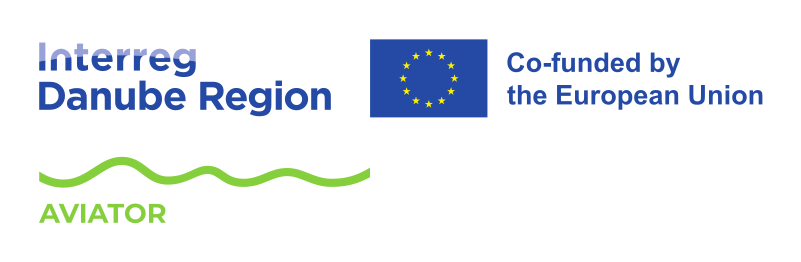 Interreg
Danube Region
Co-funded by
the European Union
AVIATOR